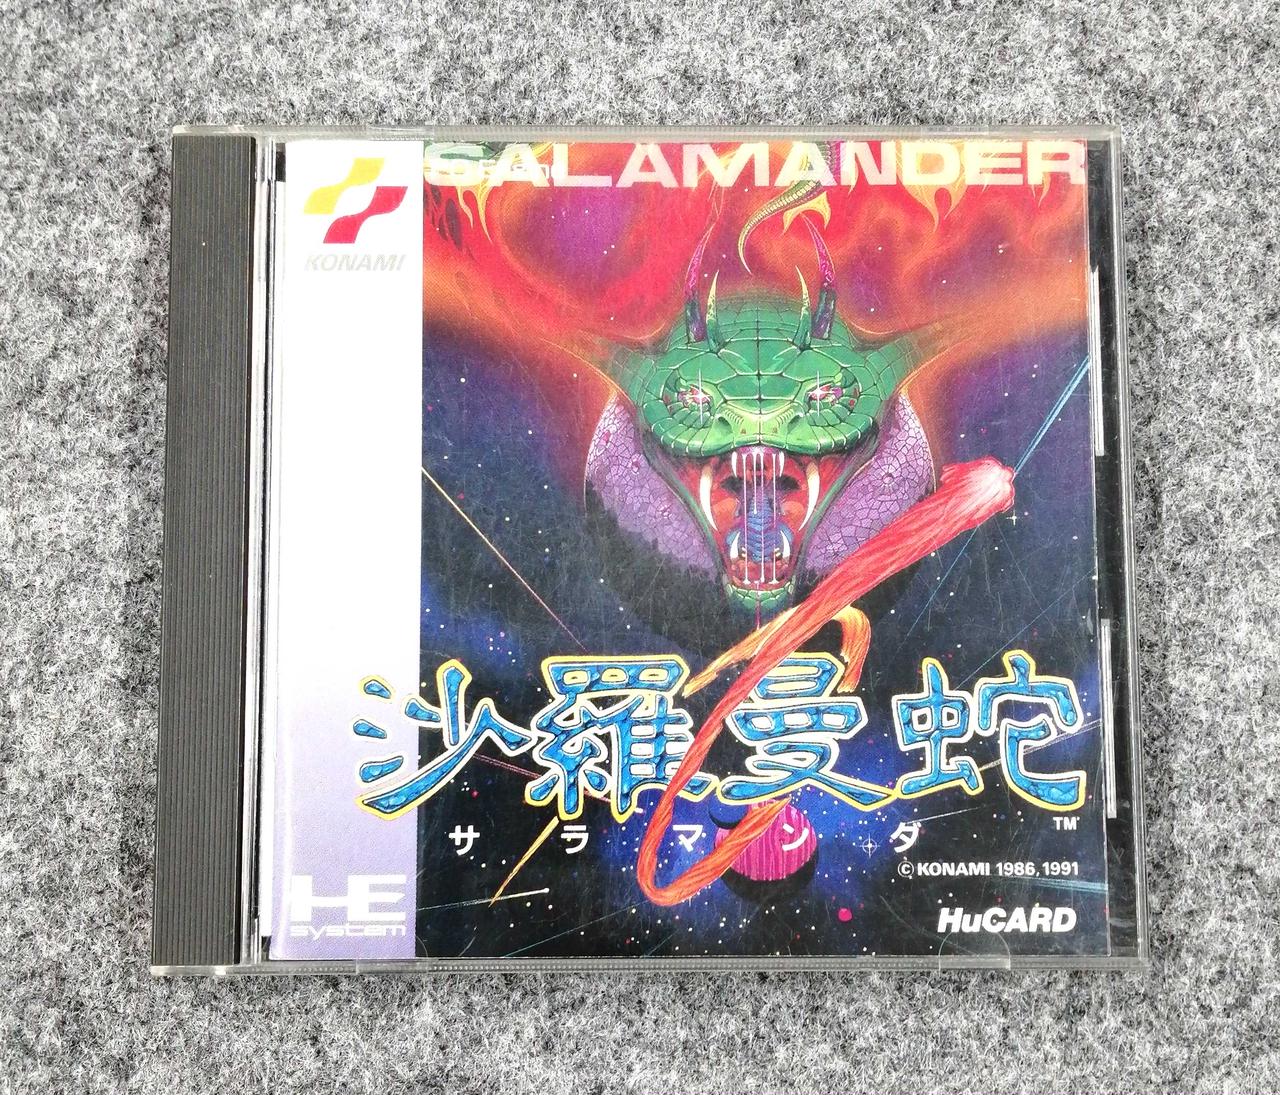 SALAMANDER
KONAMI
沙羅曼蛇
サラマンダ
TM
© KONAMI 1986, 1991
HE
system
HuCARD